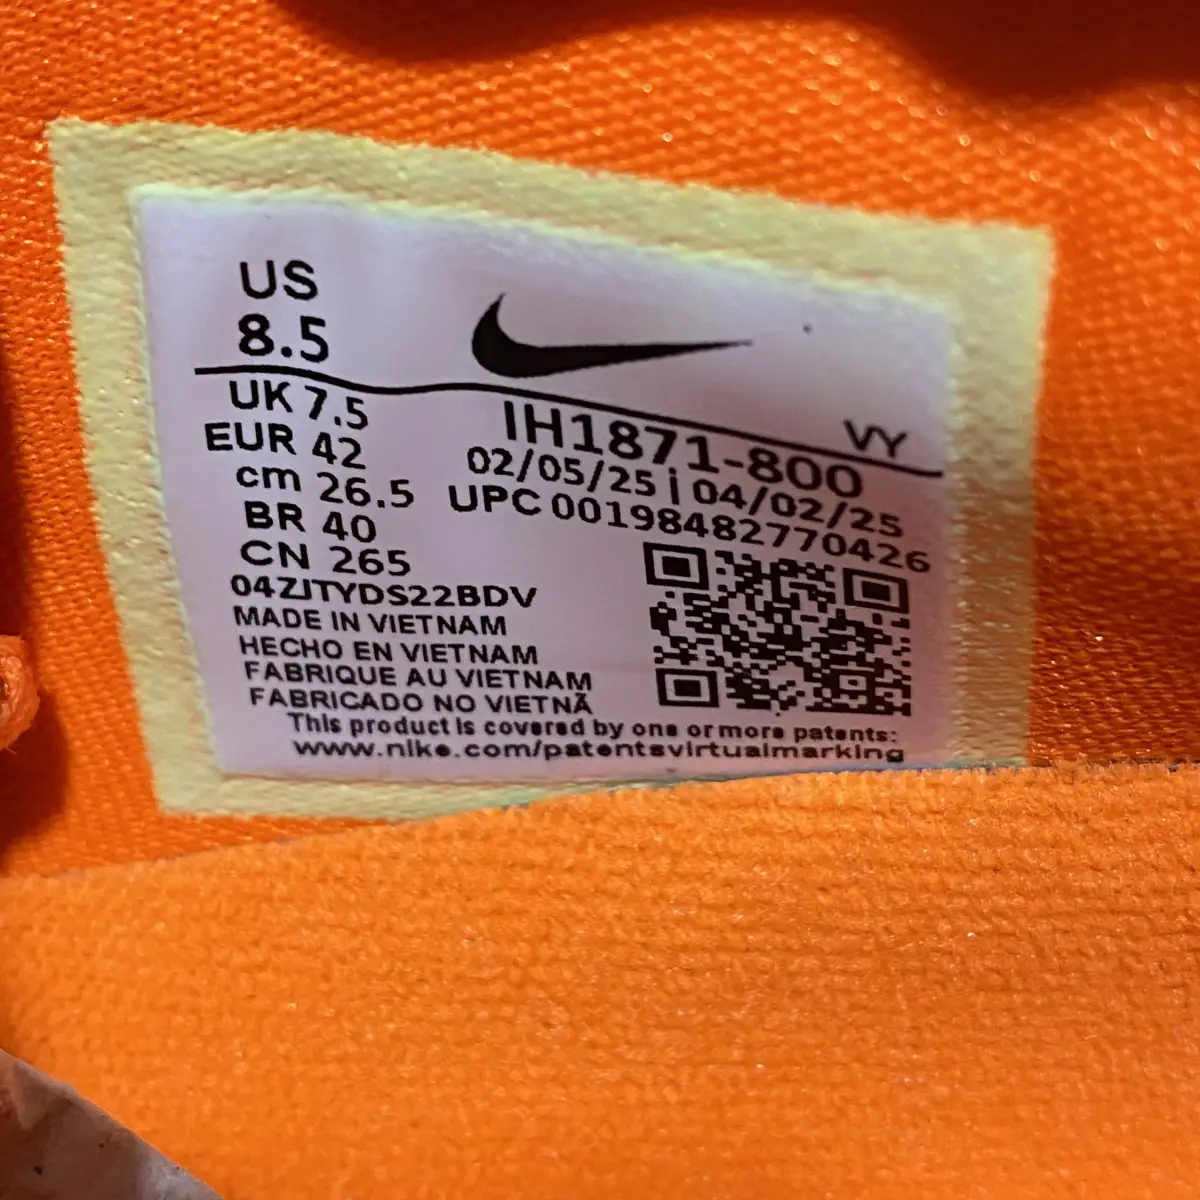 US
8.5
UK 7.5
EUR 42
cm 26.5
BR 40
CN 265
VY
IH1871-800
02/05/25 | 04/02/25
UPC 00198482770426
04ZJTYDS22BDV
MADE IN VIETNAM
HECHO EN VIETNAM
FABRIQUE AU VIETNAM
FABRICADO NO VIETNÃ
This product is covered by one or more patents:
www.nike.com/patentsvirtualmarking